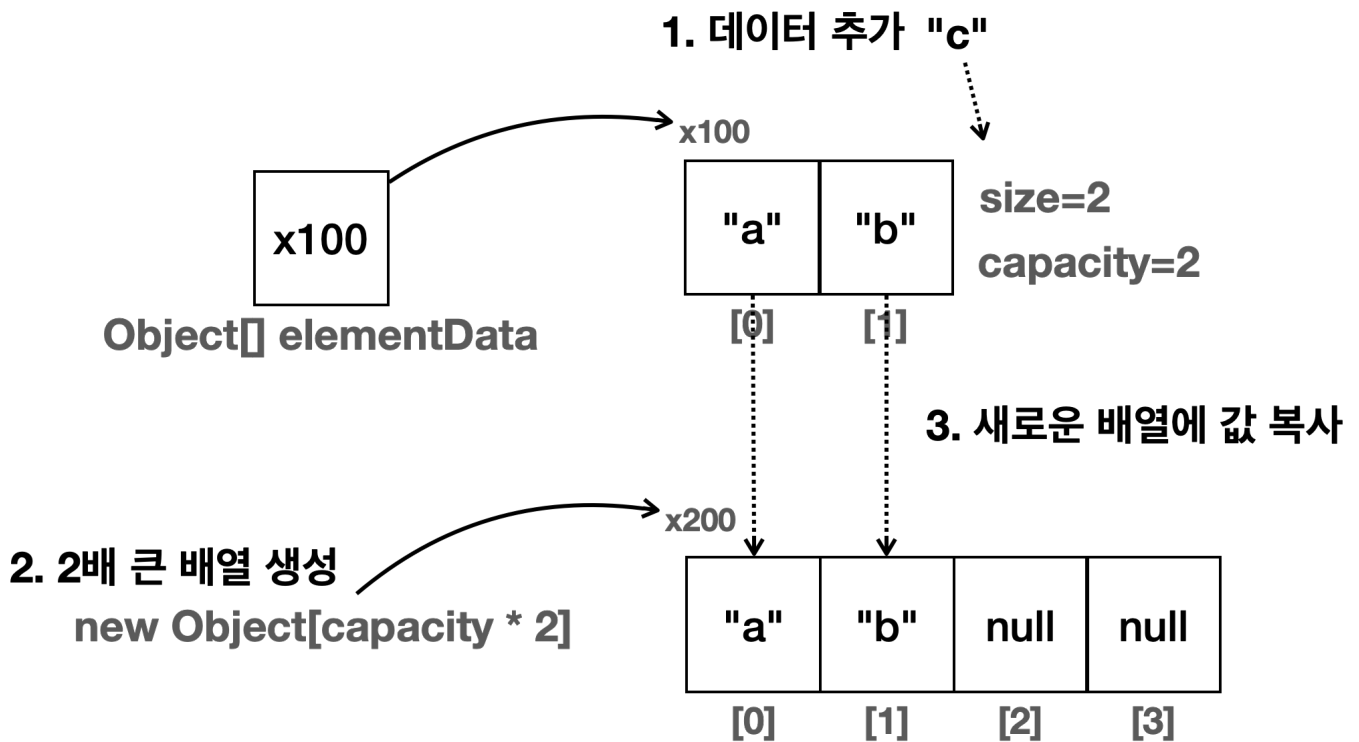 1. 데이터 추가 "c"
x100
x100
"a" "b"
size=2
capacity=2
Object[] elementData
[0] [1]
3. 새로운 배열에 값 복사
x200
2. 2배 큰 배열 생성
new Object[capacity * 2]
"a" "b" null null
[0] [1] [2] [3]